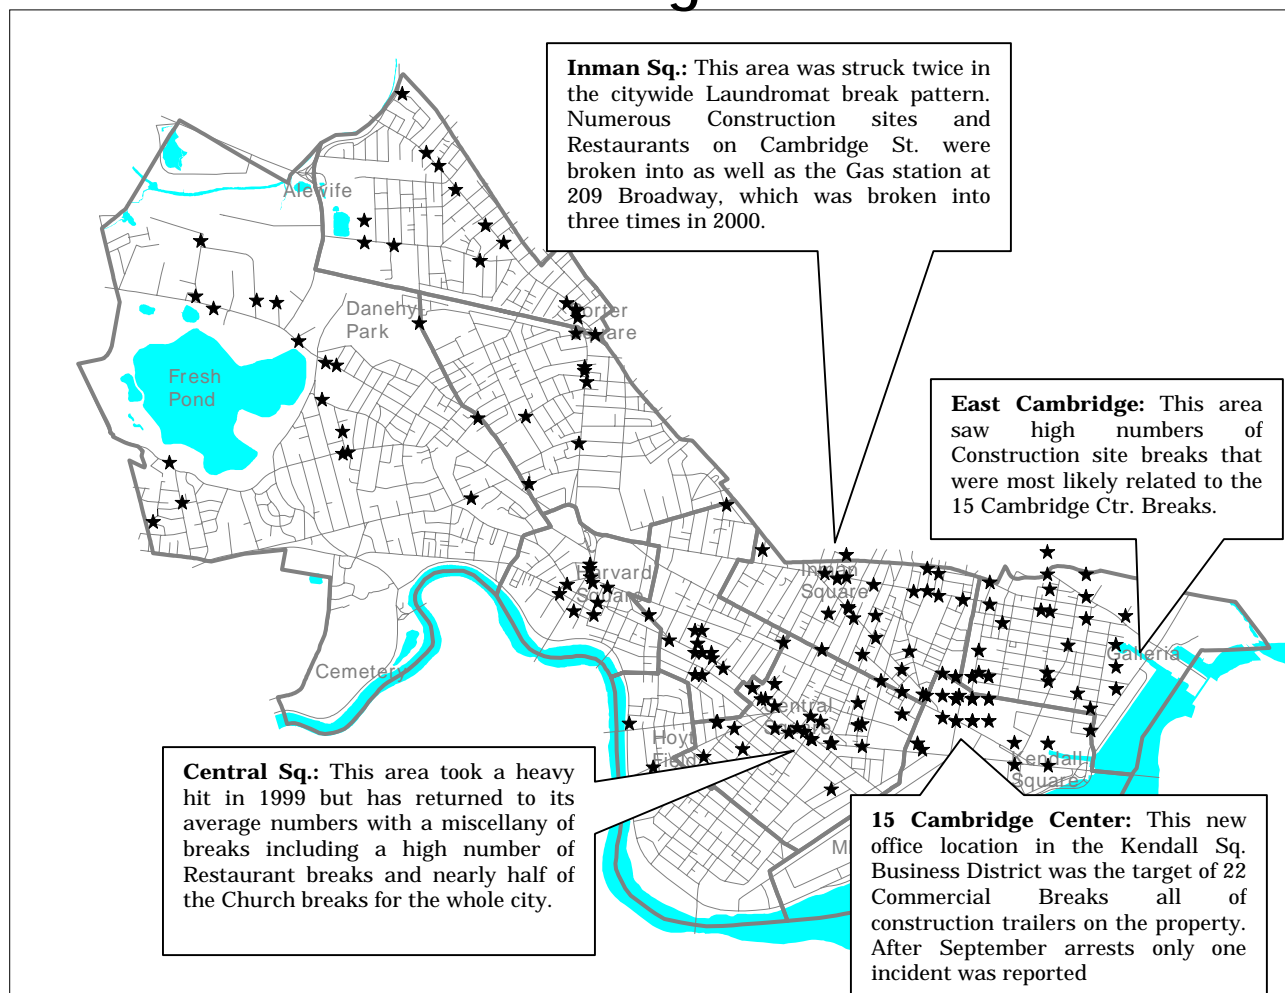 Inman Sq.: This area was struck twice in
the citywide Laundromat break pattern.
Numerous Construction sites and
Restaurants on Cambridge St. were
broken into as well as the Gas station at
209 Broadway, which was broken into
three times in 2000.
Alewife
Danehy
Park
Porter
Square
Fresh
Pond
East Cambridge: This area
saw high numbers of
Construction site breaks that
were most likely related to the
15 Cambridge Ctr. Breaks.
Harvard
Square
Inman
Square
Cemetery
Galleria
Central
Square
Hoyt
Field
Kendall
Square
Central Sq.: This area took a heavy
hit in 1999 but has returned to its
average numbers with a miscellany of
breaks including a high number of
Restaurant breaks and nearly half of
the Church breaks for the whole city.
15 Cambridge Center: This new
office location in the Kendall Sq.
Business District was the target of 22
Commercial Breaks all of
construction trailers on the property.
After September arrests only one
incident was reported